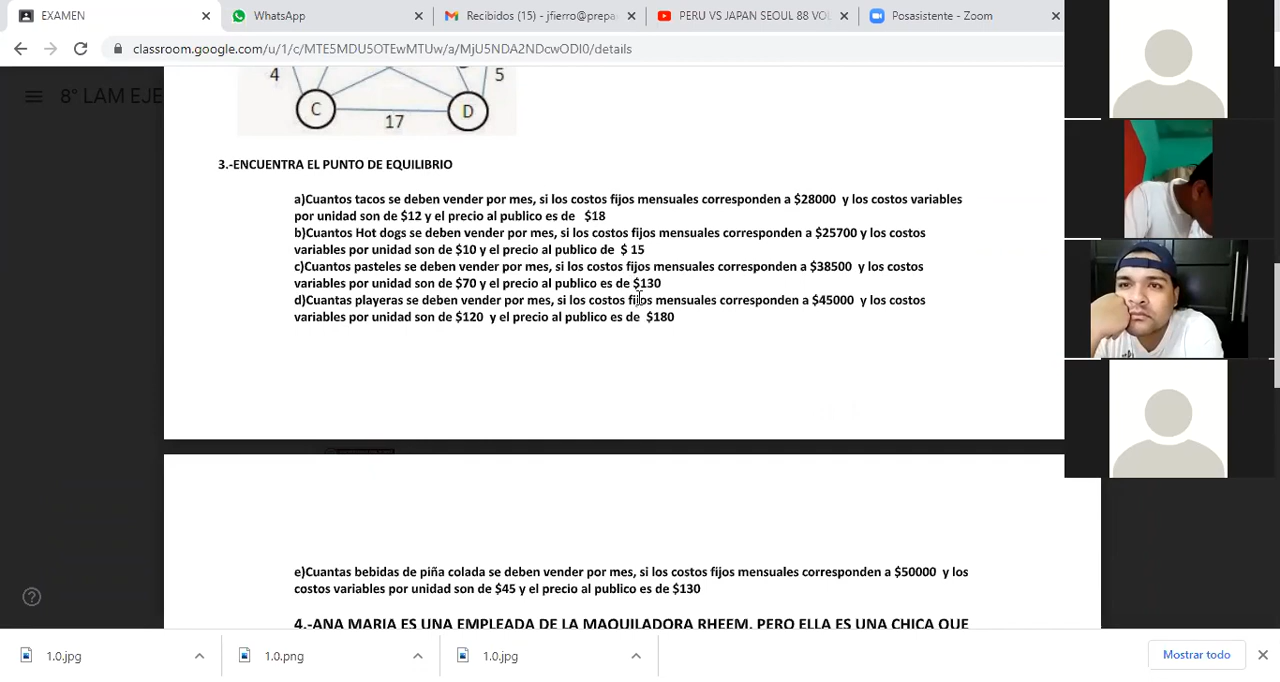 EXAMEN
WhatsApp
Recibidos (15) - jfierro@prepa
PERU VS JAPAN SEOUL 88 VOL
Posasistente - Zoom
classroom.google.com/u/1/c/MTE5MDU5OTEwMTUw/a/MjU5NDA2NDcwODI0/details
8° LAM EJE
4
5
C
D
17
3.-ENCUENTRA EL PUNTO DE EQUILIBRIO
a)Cuantos tacos se deben vender por mes, si los costos fijos mensuales corresponden a $28000 y los costos variables
por unidad son de $12 y el precio al publico es de $18
b)Cuantos Hot dogs se deben vender por mes, si los costos fijos mensuales corresponden a $25700 y los costos
variables por unidad son de $10 y el precio al publico de $ 15
c)Cuantos pasteles se deben vender por mes, si los costos fijos mensuales corresponden a $38500 y los costos
variables por unidad son de $70 y el precio al publico es de $130
d)Cuantas playeras se deben vender por mes, si los costos fijos mensuales corresponden a $45000 y los costos
variables por unidad son de $120 y el precio al publico es de $180
e)Cuantas bebidas de piña colada se deben vender por mes, si los costos fijos mensuales corresponden a $50000 y los
costos variables por unidad son de $45 y el precio al publico es de $130
4.-ANA MARIA ES UNA EMPLEADA DE LA MAQUILADORA RHEEM, PERO ELLA ES UNA CHICA QUE
1.0.jpg
1.0.png
1.0.jpg
Mostrar todo